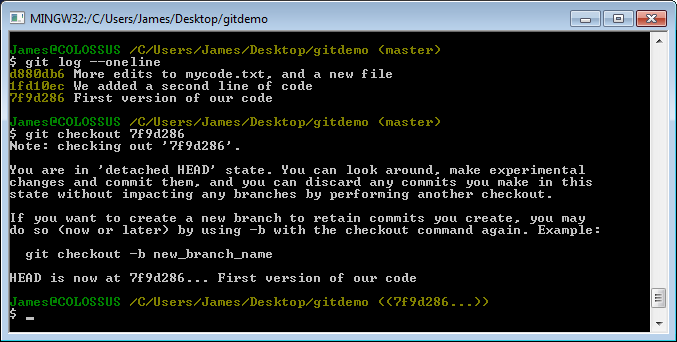 MINGW32:/C/Users/James/Desktop/gitdemo
James@COLOSSUS /C/Users/James/Desktop/gitdemo (master)
$ git log --oneline
d880db6 More edits to mycode.txt, and a new file
1fd10ec We added a second line of code
7f9d286 First version of our code
James@COLOSSUS /C/Users/James/Desktop/gitdemo (master)
$ git checkout 7f9d286
Note: checking out '7f9d286'.
You are in 'detached HEAD' state. You can look around, make experimental
changes and commit them, and you can discard any commits you make in this
state without impacting any branches by performing another checkout.
If you want to create a new branch to retain commits you create, you may
do so (now or later) by using -b with the checkout command again. Example:
git checkout -b new_branch_name
HEAD is now at 7f9d286... First version of our code
James@COLOSSUS /C/Users/James/Desktop/gitdemo ((7f9d286...))
$ _